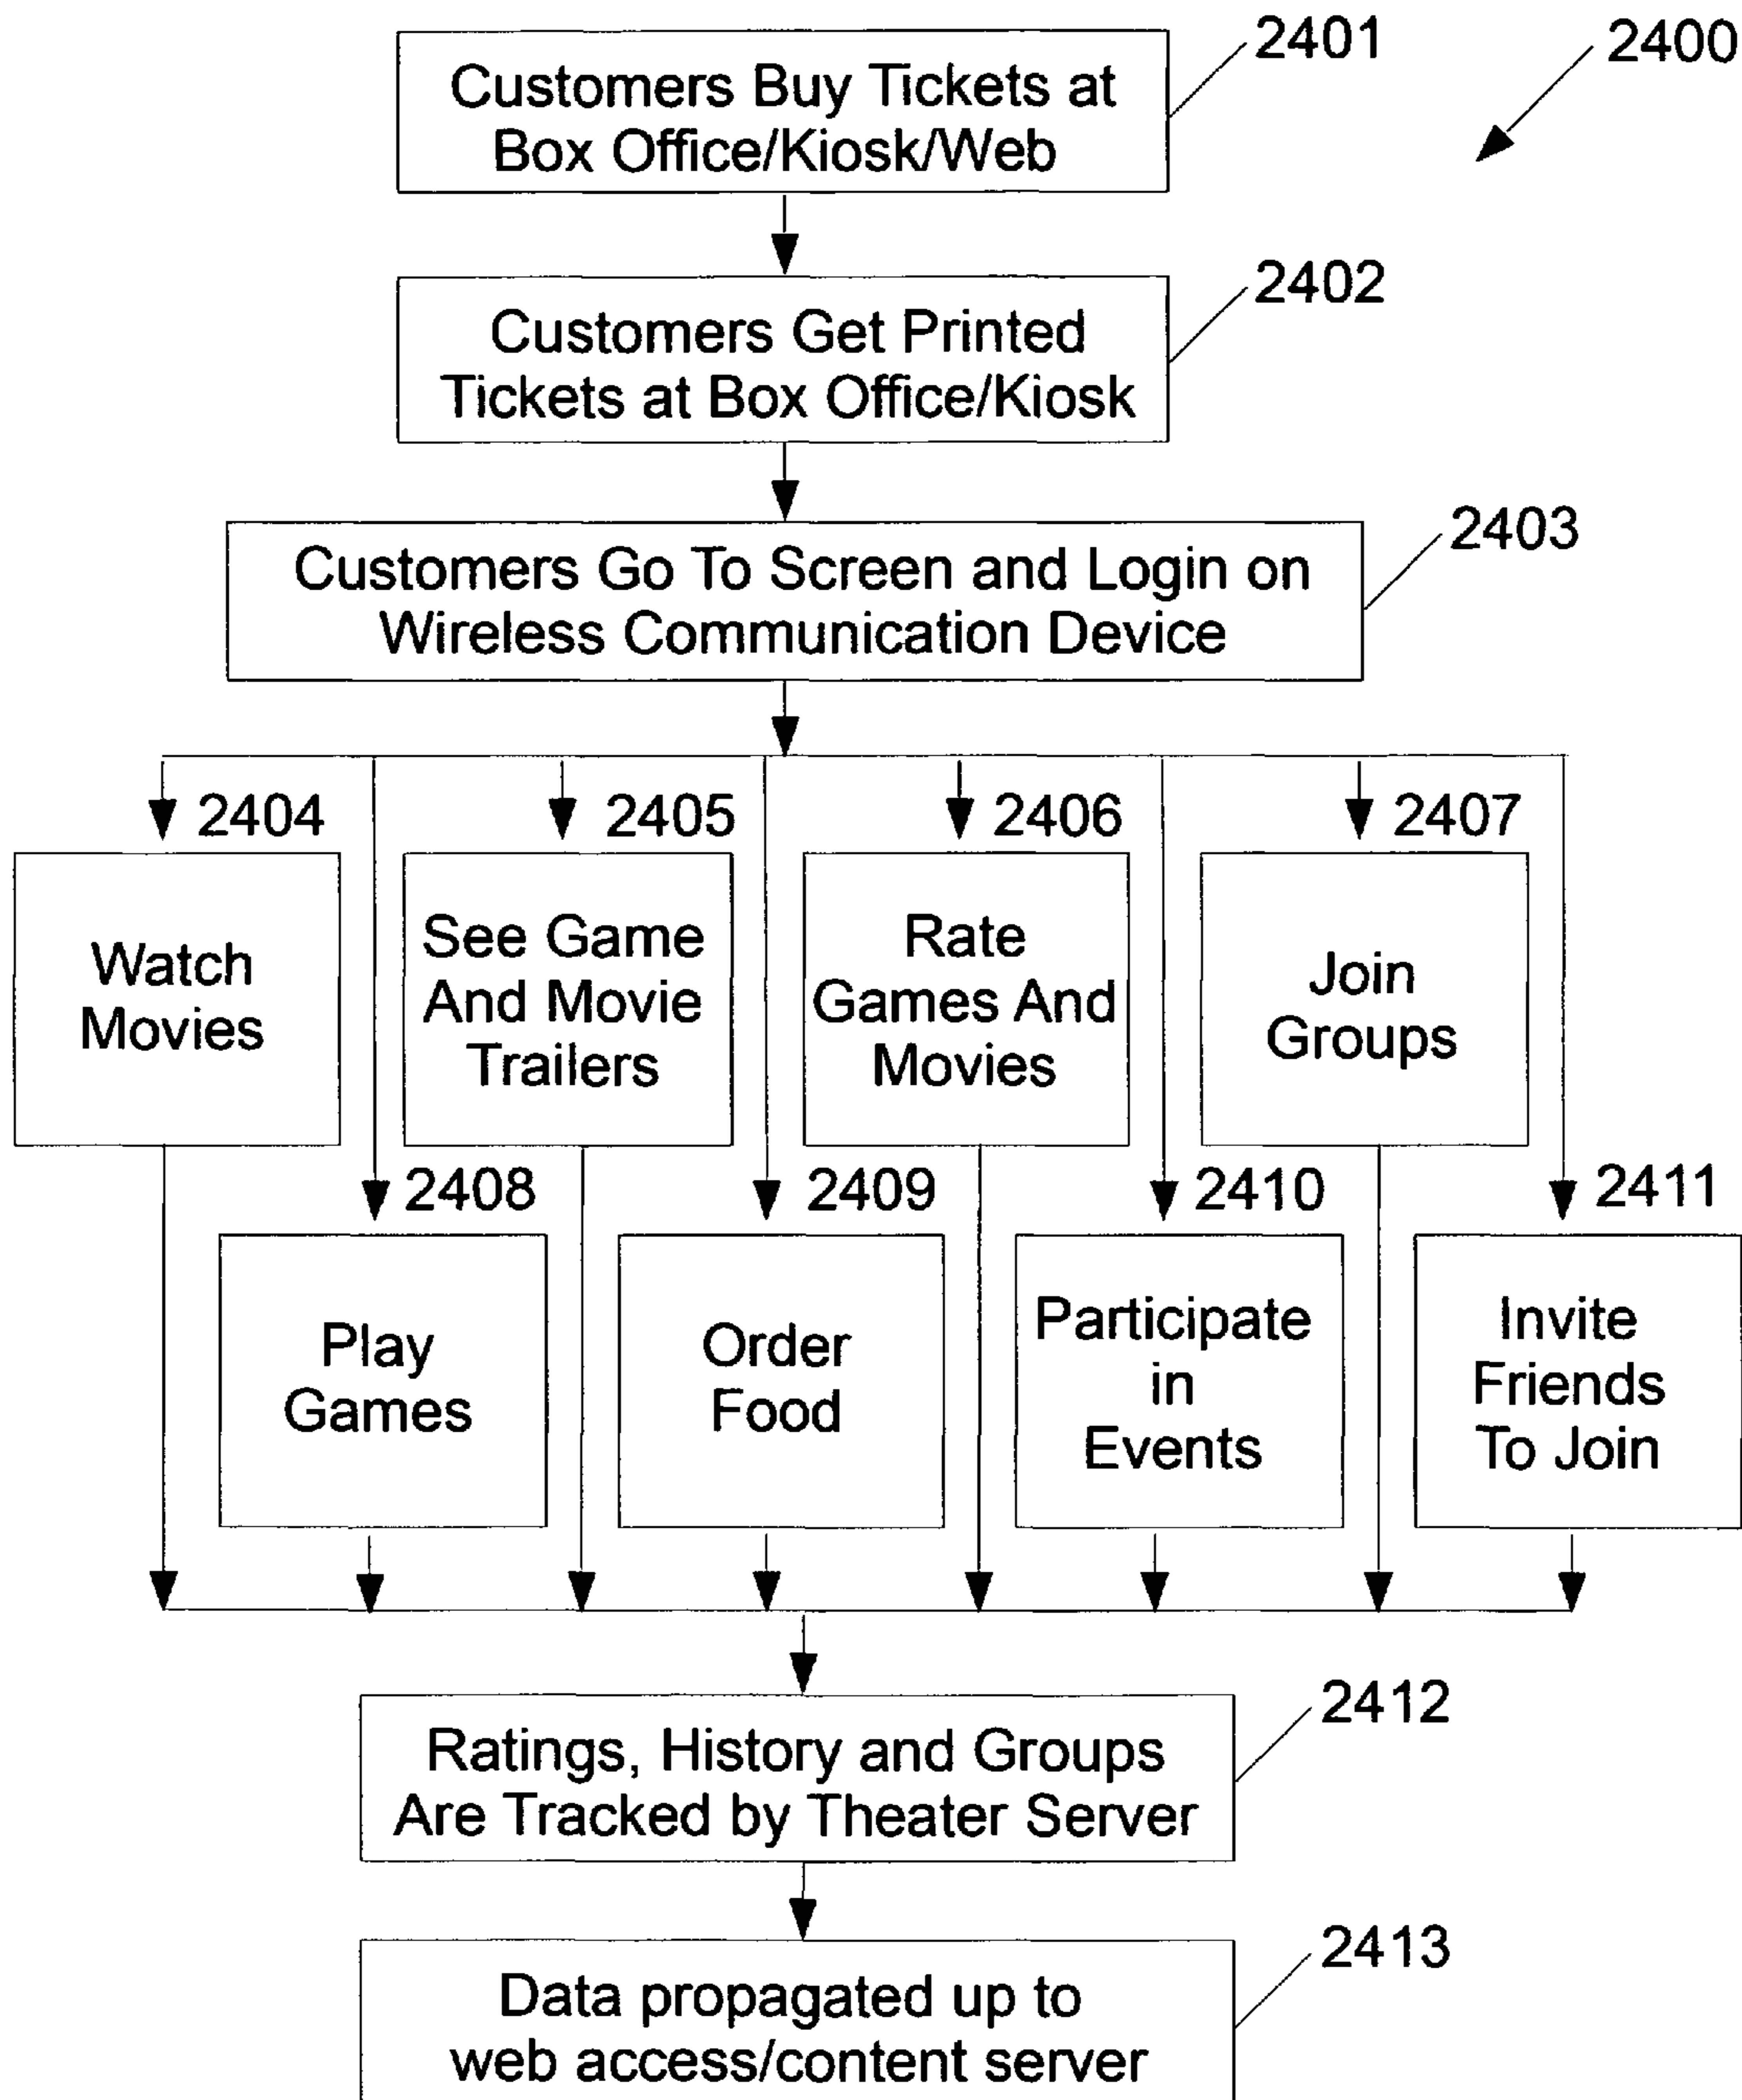 2401
2400
Customers Buy Tickets at
Box Office/Kiosk/Web
2402
Customers Get Printed
Tickets at Box Office/Kiosk
2403
Customers Go To Screen and Login on
Wireless Communication Device
2404
2405
2406
2407
Watch
Movies
See Game
And Movie
Trailers
Rate
Games And
Movies
Join
Groups
2408
2409
2410
2411
Play
Games
Order
Food
Participate
in
Events
Invite
Friends
To Join
2412
Ratings, History and Groups
Are Tracked by Theater Server
2413
Data propagated up to
web access/content server